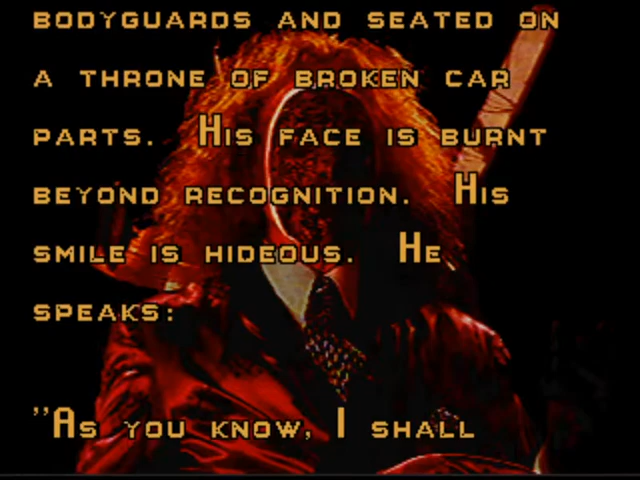 BODYGUARDS AND SEATED ON
A THRONE OF BROKEN CAR
PARTS. HIS FACE IS BURNT
BEYOND RECOGNITION. HIS
SMILE IS HIDEOUS. HE
SPEAKS:
"AS YOU KNOW, I SHALL